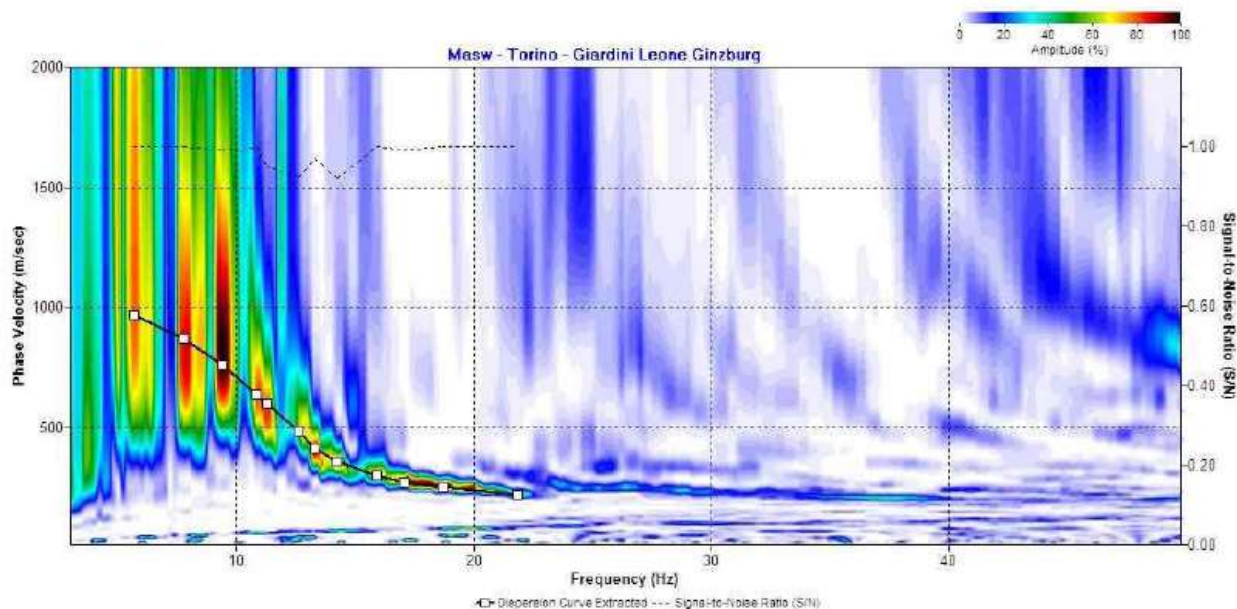 0 20 40 60 80 100
Amplitude (%)
Masw - Torino - Giardini Leone Ginzburg
2000
1500
1000
500
Phase Velocity (m/sec)
1.00
0.80
0.60
0.40
0.20
0.00
Signal-to-Noise Ratio (S/N)
10 20 30 40
Frequency (Hz)
Dispersion Curve Extracted --- Signal-to-Noise Ratio (S/N)